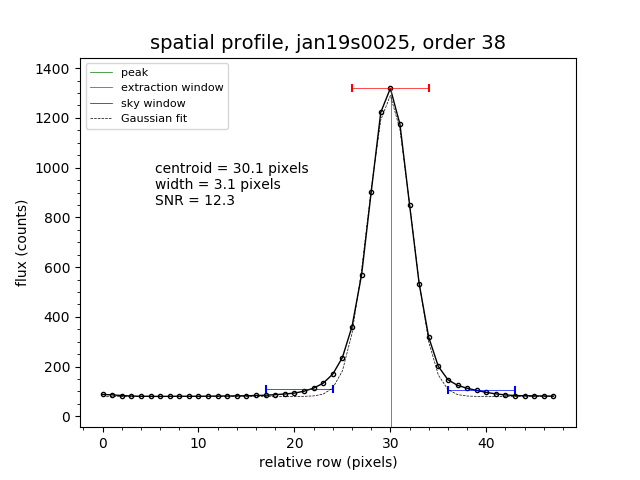 spatial profile, jan19s0025, order 38
peak
extraction window
sky window
Gaussian fit
centroid = 30.1 pixels
width = 3.1 pixels
SNR = 12.3
flux (counts)
1400
1200
1000
800
600
400
200
0
0 10 20 30 40
relative row (pixels)